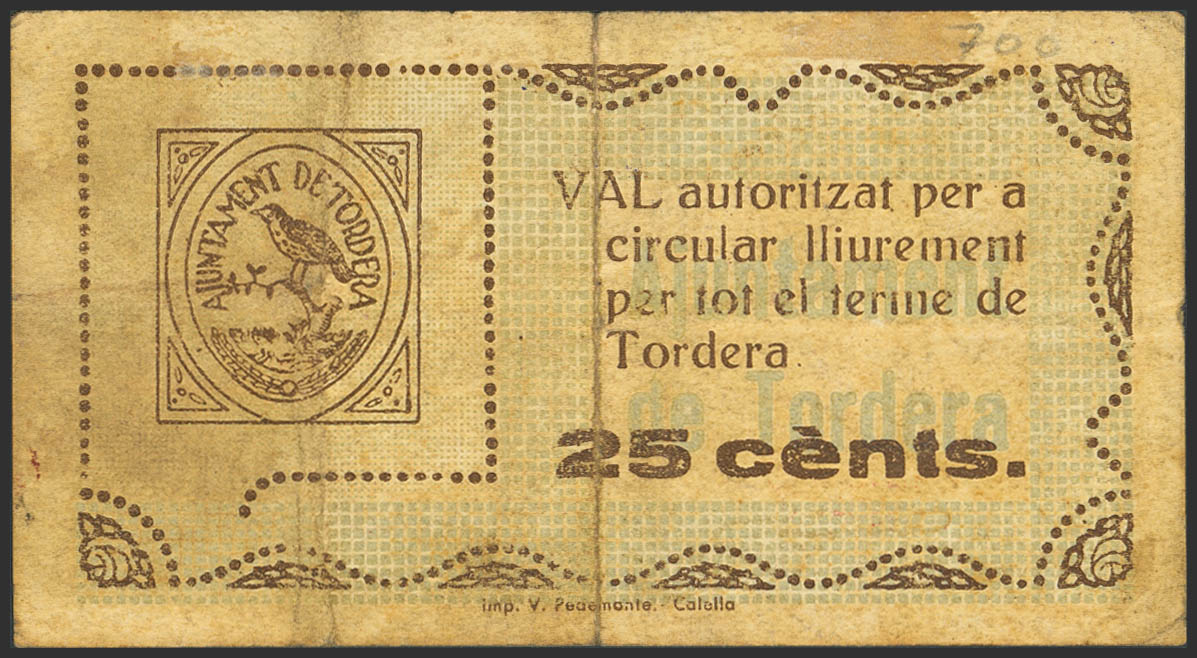 700
AJUNTAMENT DE TORDERA
VAL autoritzat per a
circular lliurement
per tot el terme de
Tordera.
25 cènts.
Ajuntament
de Tordera
Imp. V. Pedemonte. - Calella